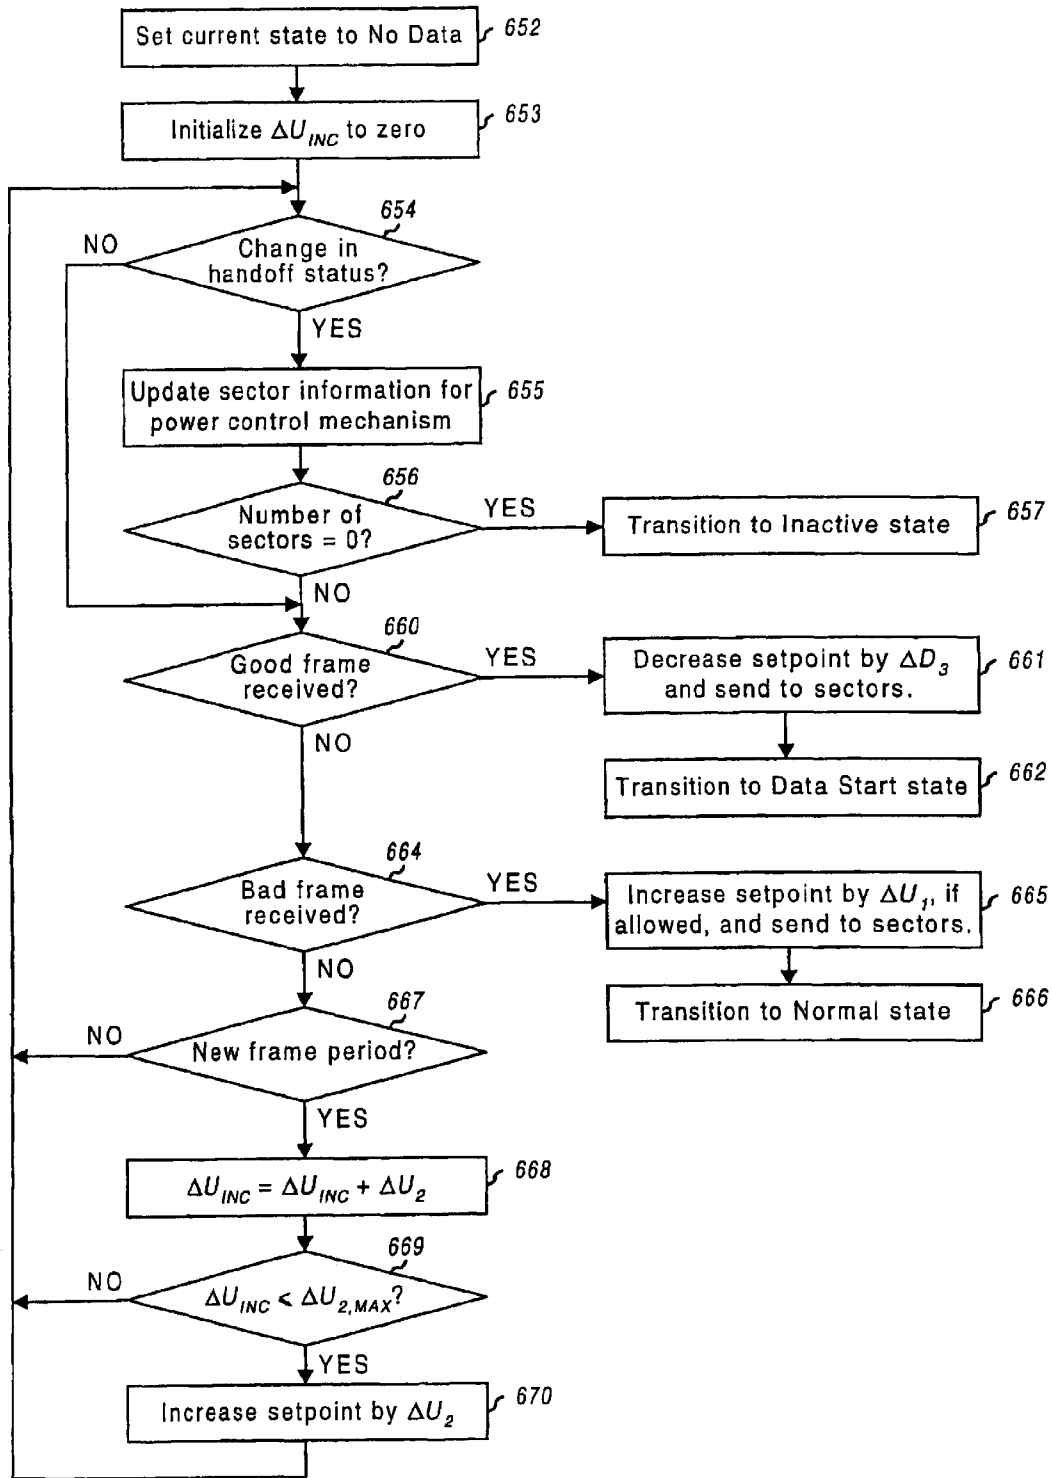 Set current state to No Data
652
Initialize ΔU_INC to zero
653
654
NO
Change in
handoff status?
YES
Update sector information for
power control mechanism
655
656
Number of
sectors = 0?
YES
Transition to Inactive state
657
NO
660
Good frame
received?
YES
Decrease setpoint by ΔD_3
and send to sectors.
661
NO
Transition to Data Start state
662
664
Bad frame
received?
YES
Increase setpoint by ΔU_1, if
allowed, and send to sectors.
665
NO
Transition to Normal state
666
667
NO
New frame period?
YES
ΔU_INC = ΔU_INC + ΔU_2
668
669
NO
ΔU_INC < ΔU_2,MAX?
YES
Increase setpoint by ΔU_2
670